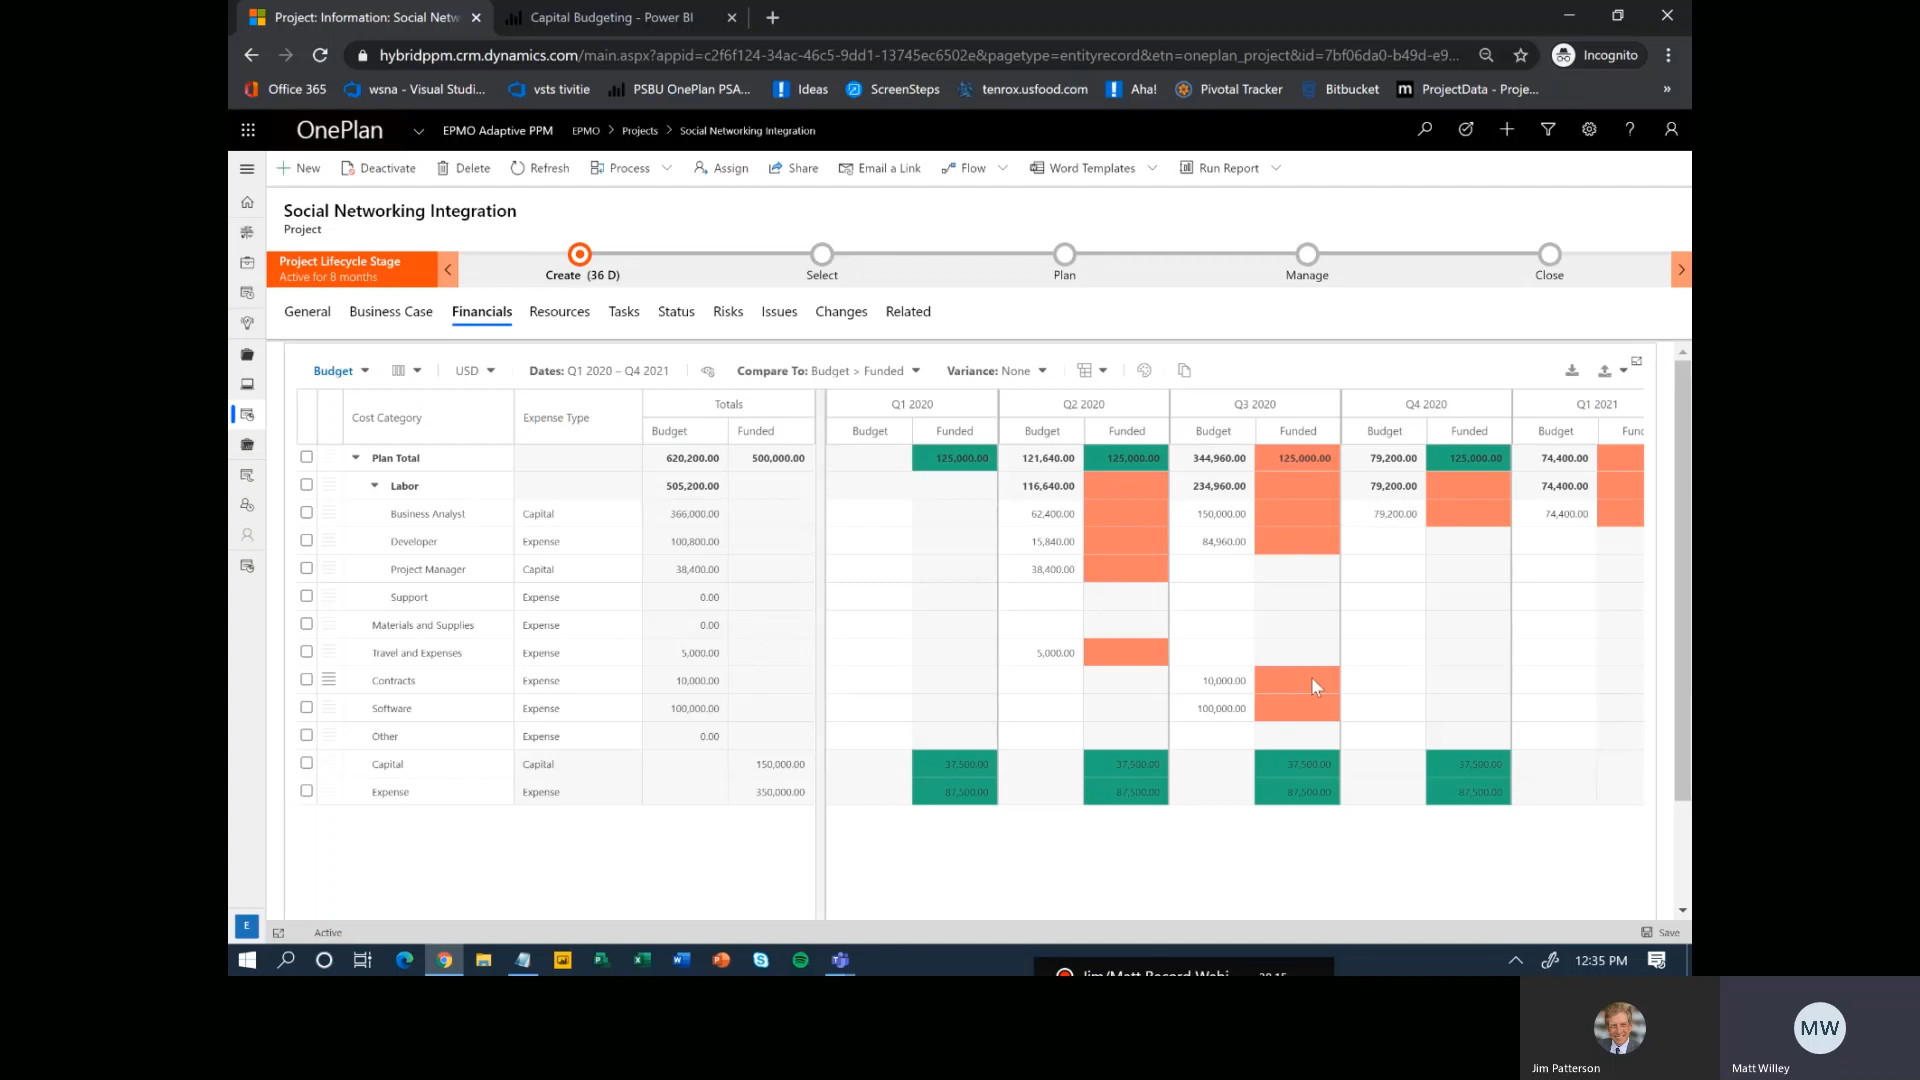 Project: Information: Social Netw
Capital Budgeting - Power BI
hybridppm.crm.dynamics.com/main.aspx?appid=c2f6f124-34ac-46c5-9dd1-13745ec6502e&pagetype=entityrecord&etn=oneplan_project&id=7bf06da0-b49d-e9...
Incognito
Office 365
wsna - Visual Studi...
vsts tivitie
PSBU OnePlan PSA...
Ideas
ScreenSteps
tenrox.usfood.com
Aha!
Pivotal Tracker
Bitbucket
ProjectData - Proje...
»
OnePlan
EPMO Adaptive PPM
EPMO > Projects > Social Networking Integration
New
Deactivate
Delete
Refresh
Process
Assign
Share
Email a Link
Flow
Word Templates
Run Report
Social Networking Integration
Project
Project Lifecycle Stage
Active for 8 months
Create (36 D)
Select
Plan
Manage
Close
General Business Case Financials Resources Tasks Status Risks Issues Changes Related
Budget
USD
Dates: Q1 2020 – Q4 2021
Compare To: Budget > Funded
Variance: None
Cost Category Expense Type Totals Q1 2020 Q2 2020 Q3 2020 Q4 2020 Q1 2021
Budget Funded Budget Funded Budget Funded Budget Funded Budget Funded Budget Func
Plan Total 620,200.00 500,000.00 125,000.00 121,640.00 125,000.00 344,960.00 125,000.00 79,200.00 125,000.00 74,400.00
Labor 505,200.00 116,640.00 234,960.00 79,200.00 74,400.00
Business Analyst Capital 366,000.00 62,400.00 150,000.00 79,200.00 74,400.00
Developer Expense 100,800.00 15,840.00 84,960.00
Project Manager Capital 38,400.00 38,400.00
Support Expense 0.00
Materials and Supplies Expense 0.00
Travel and Expenses Expense 5,000.00 5,000.00
Contracts Expense 10,000.00 10,000.00
Software Expense 100,000.00 100,000.00
Other Expense 0.00
Capital Capital 150,000.00 37,500.00 37,500.00 37,500.00 37,500.00
Expense Expense 350,000.00 87,500.00 87,500.00 87,500.00 87,500.00
E
Active
Save
12:35 PM
Jim/Matt Record Webi
Jim Patterson
MW
Matt Willey